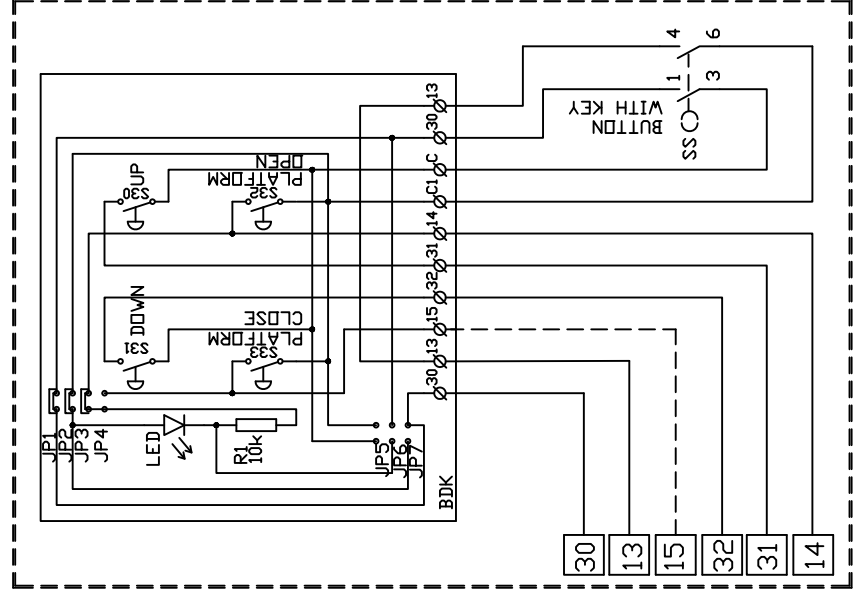 4
6
1
3
BUTTON
WITH KEY
SS
13
30
C
C1
14
31
32
15
13
30
UP
S30
PLATFORM
OPEN
S32
DOWN
S31
PLATFORM
CLOSE
S33
JP1
JP2
JP3
JP4
LED
R1
10k
JP5
JP6
JP7
BDK
30
13
15
32
31
14